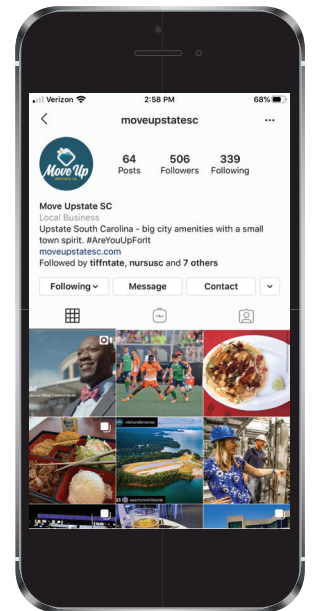 Verizon 2:58 PM 68%
moveupstatesc
Move Up
UPSTATE SC
64 506 339
Posts Followers Following
Move Upstate SC
Local Business
Upstate South Carolina - big city amenities with a small
town spirit. #AreYouUpForIt
moveupstatesc.com
Followed by tiffntate, nursusc and 7 others
Following Message Contact